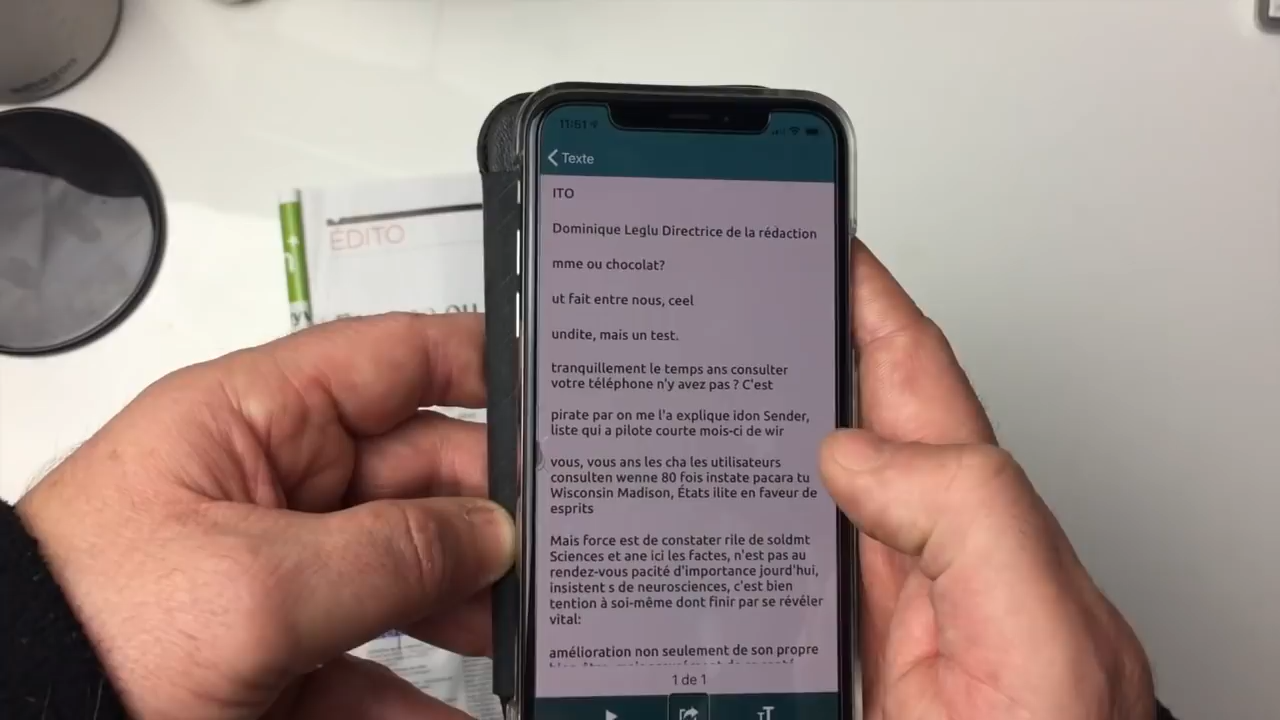 amazon
11:51
Texte
ITO
Dominique Leglu Directrice de la rédaction
mme ou chocolat?
ut fait entre nous, ceel
undite, mais un test.
tranquillement le temps ans consulter
votre téléphone n'y avez pas ? C'est
pirate par on me l'a explique idon Sender,
liste qui a pilote courte mois-ci de wir
vous, vous ans les cha les utilisateurs
consulten wenne 80 fois instate pacara tu
Wisconsin Madison, États ilite en faveur de
esprits
Mais force est de constater rile de soldmt
Sciences et ane ici les factes, n'est pas au
rendez-vous pacité d'importance jourd'hui,
insistent s de neurosciences, c'est bien
tention à soi-même dont finir par se révéler
vital:
amélioration non seulement de son propre
1 de 1
TT
ÉDITO